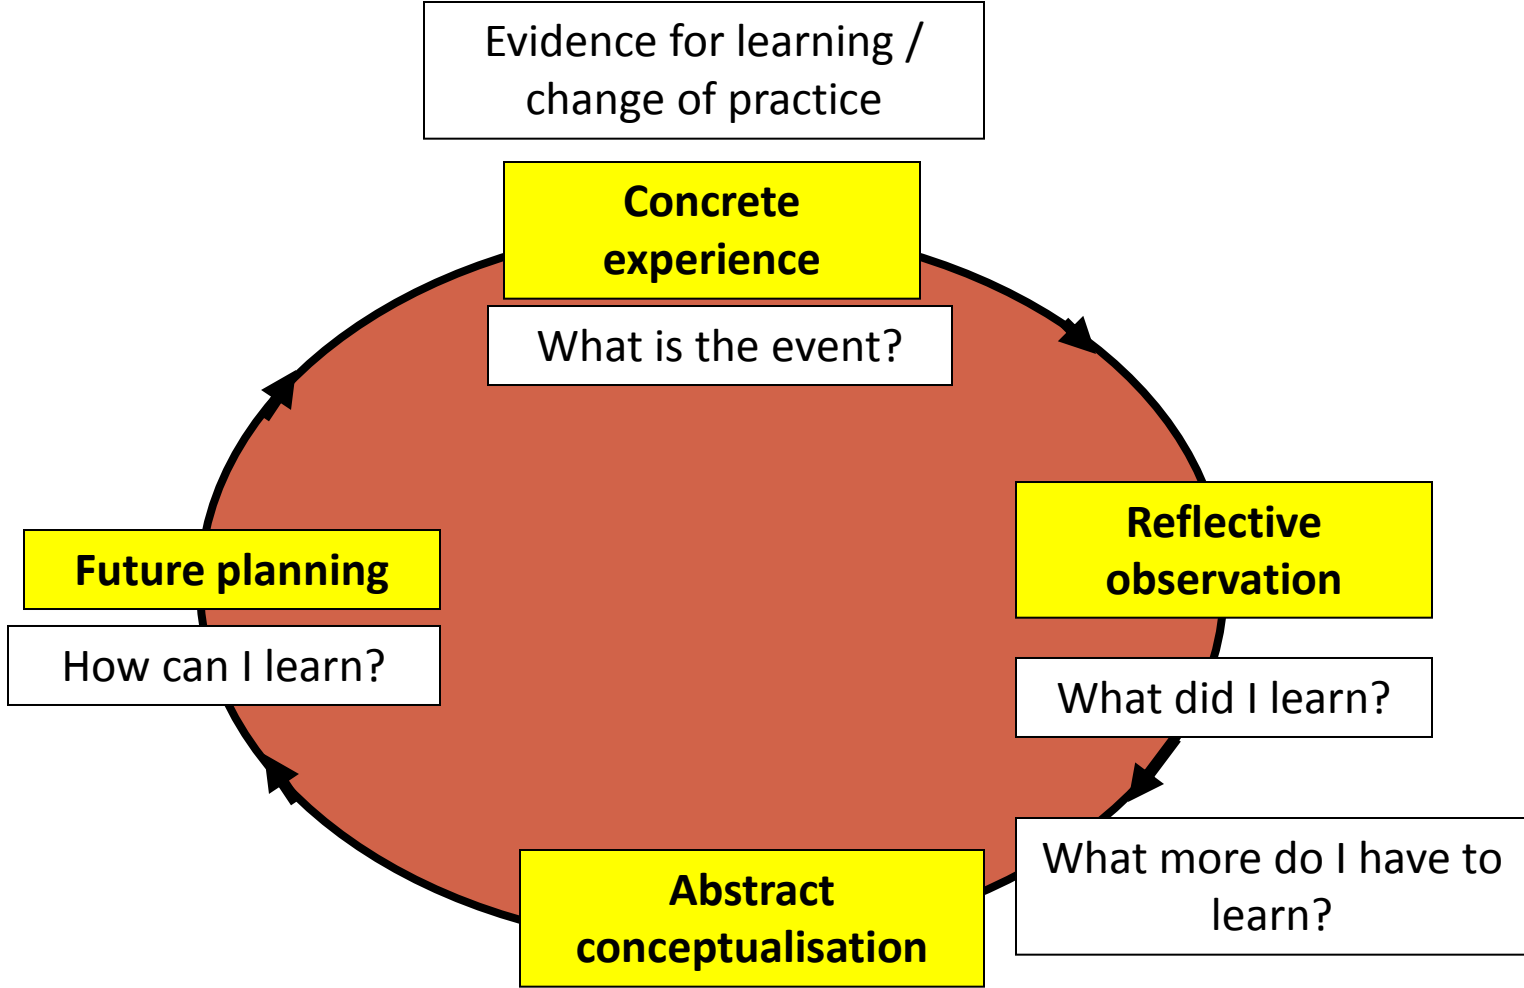 Evidence for learning /
change of practice
Concrete
experience
What is the event?
Reflective
observation
What did I learn?
What more do I have to
learn?
Abstract
conceptualisation
Future planning
How can I learn?